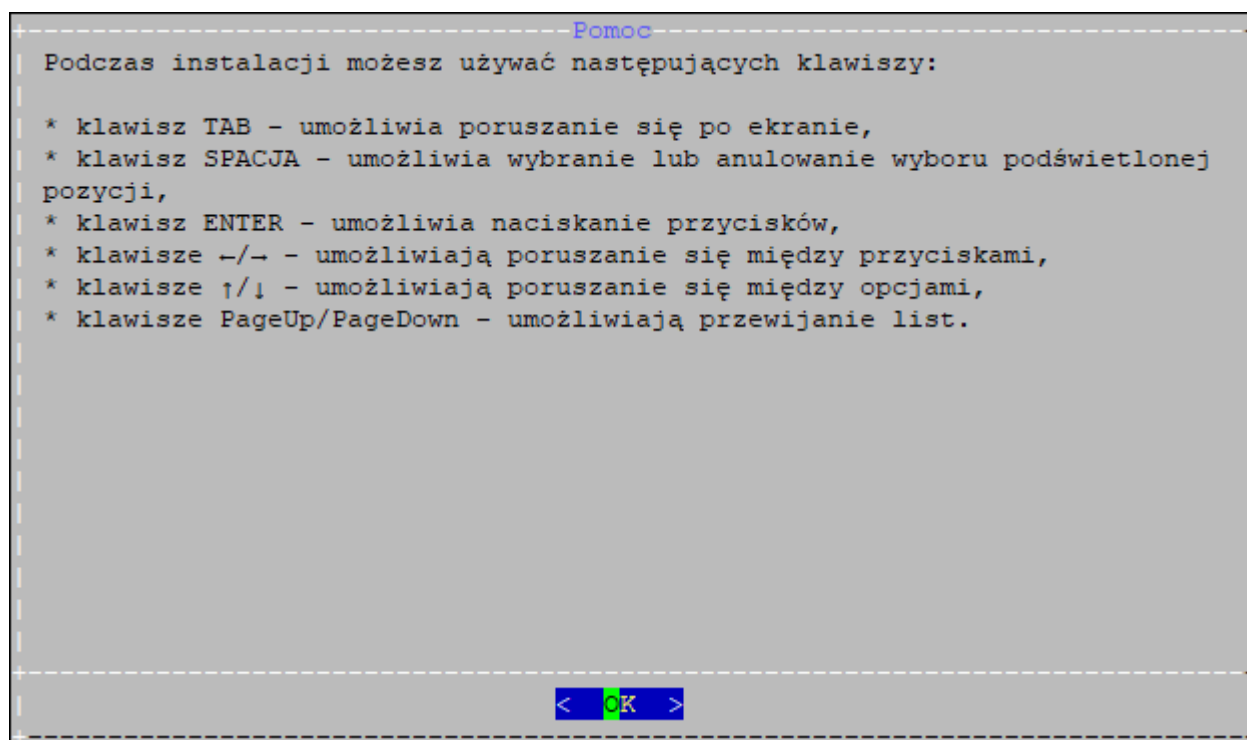 Pomoc
Podczas instalacji możesz używać następujących klawiszy:
* klawisz TAB - umożliwia poruszanie się po ekranie,
* klawisz SPACJA - umożliwia wybranie lub anulowanie wyboru podświetlonej
pozycji,
* klawisz ENTER - umożliwia naciskanie przycisków,
* klawisze ←/→ - umożliwiają poruszanie się między przyciskami,
* klawisze ↑/↓ - umożliwiają poruszanie się między opcjami,
* klawisze PageUp/PageDown - umożliwiają przewijanie list.
< OK >